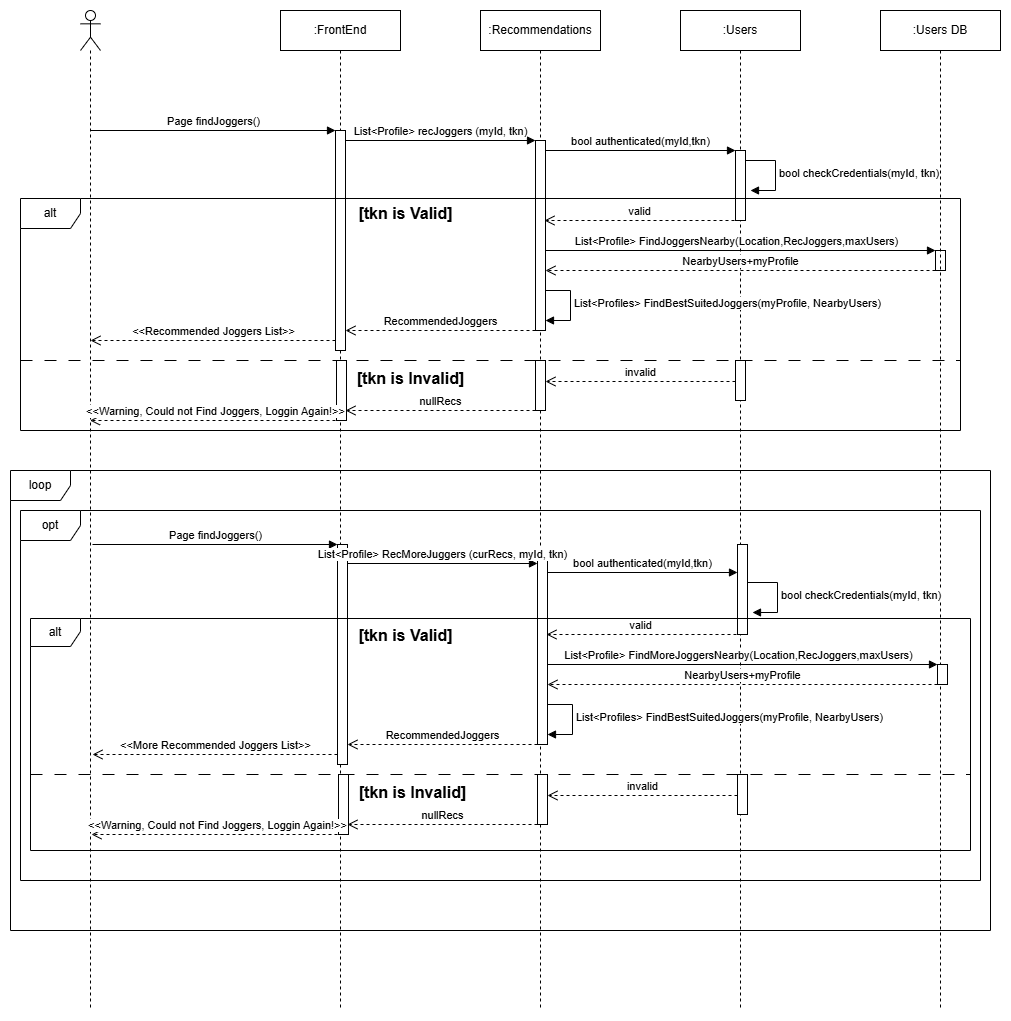 :FrontEnd
:Recommendations
:Users
:Users DB
Page findJoggers()
List<Profile> recJoggers (myId, tkn)
bool authenticated(myId,tkn)
bool checkCredentials(myId, tkn)
alt
[tkn is Valid]
valid
List<Profile> FindJoggersNearby(Location,RecJoggers,maxUsers)
NearbyUsers+myProfile
List<Profiles> FindBestSuitedJoggers(myProfile, NearbyUsers)
RecommendedJoggers
<<Recommended Joggers List>>
[tkn is Invalid]
invalid
nullRecs
<<Warning, Could not Find Joggers, Loggin Again!>>
loop
opt
Page findJoggers()
List<Profile> RecMoreJuggers (curRecs, myId, tkn)
bool authenticated(myId,tkn)
bool checkCredentials(myId, tkn)
alt
[tkn is Valid]
valid
List<Profile> FindMoreJoggersNearby(Location,RecJoggers,maxUsers)
NearbyUsers+myProfile
List<Profiles> FindBestSuitedJoggers(myProfile, NearbyUsers)
RecommendedJoggers
<<More Recommended Joggers List>>
[tkn is Invalid]
invalid
nullRecs
<<Warning, Could not Find Joggers, Loggin Again!>>